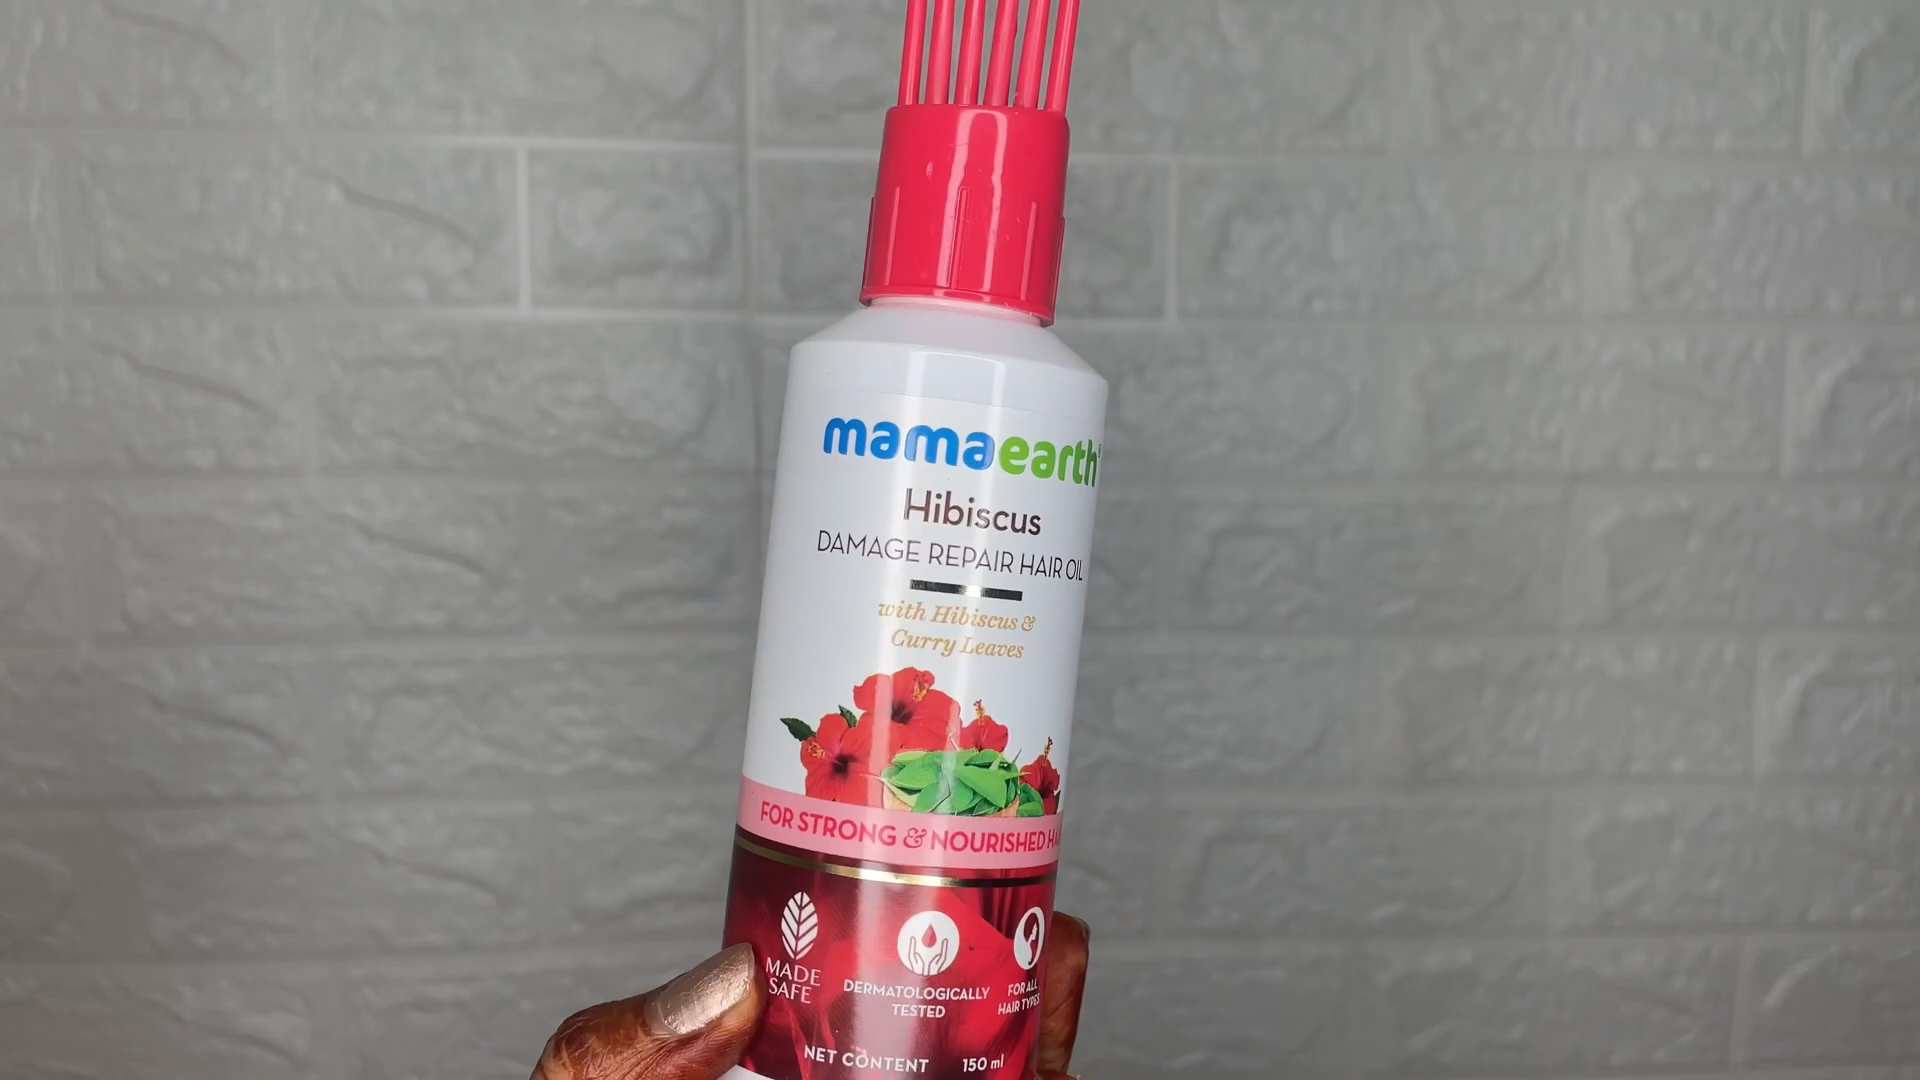 mamaearth
Hibiscus
DAMAGE REPAIR HAIR OIL
with Hibiscus &
Curry Leaves
FOR STRONG & NOURISHED
MADE SAFE
DERMATOLOGICALLY TESTED
FOR ALL HAIR TYPES
NET CONTENT 150 ml